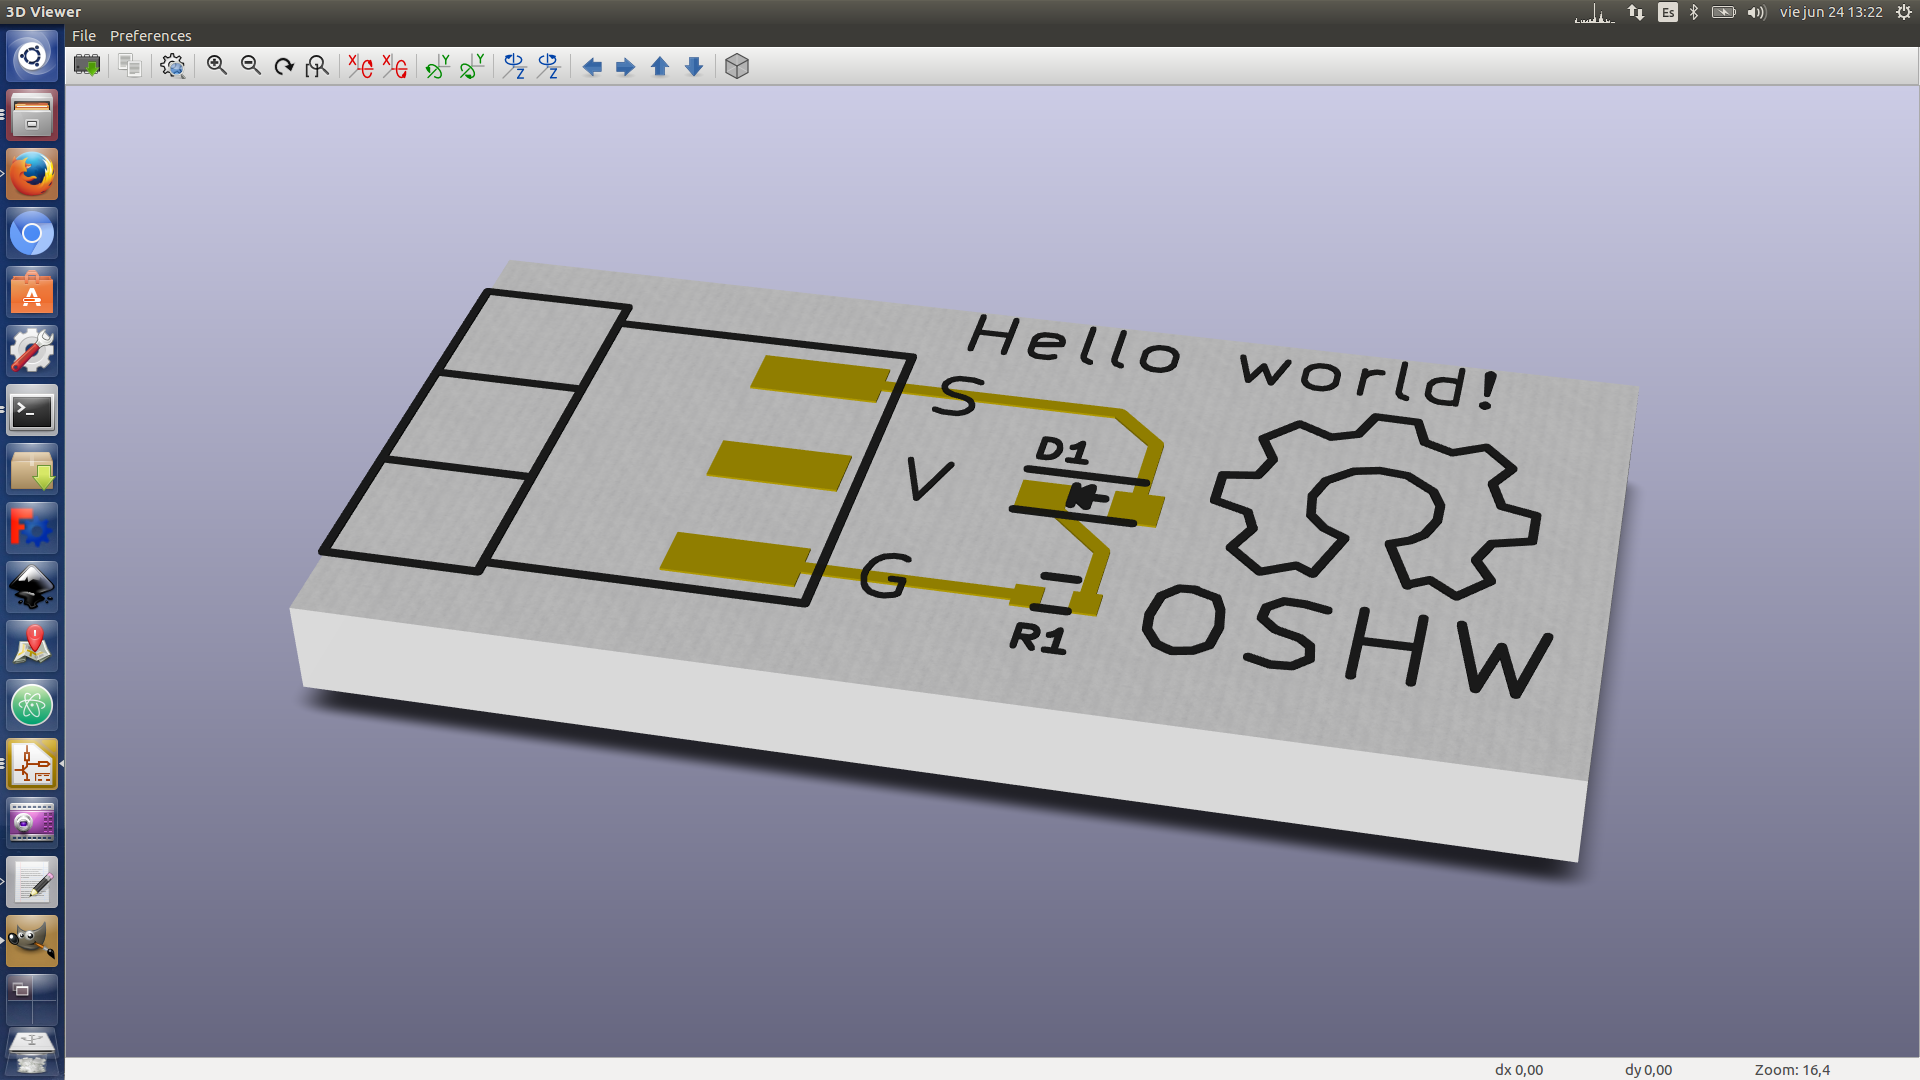 3D Viewer
Es
vie jun 24 13:22
File Preferences
Hello world!
S
D1
V
G
R1
OSHW
dx 0,00
dy 0,00
Zoom: 16,4